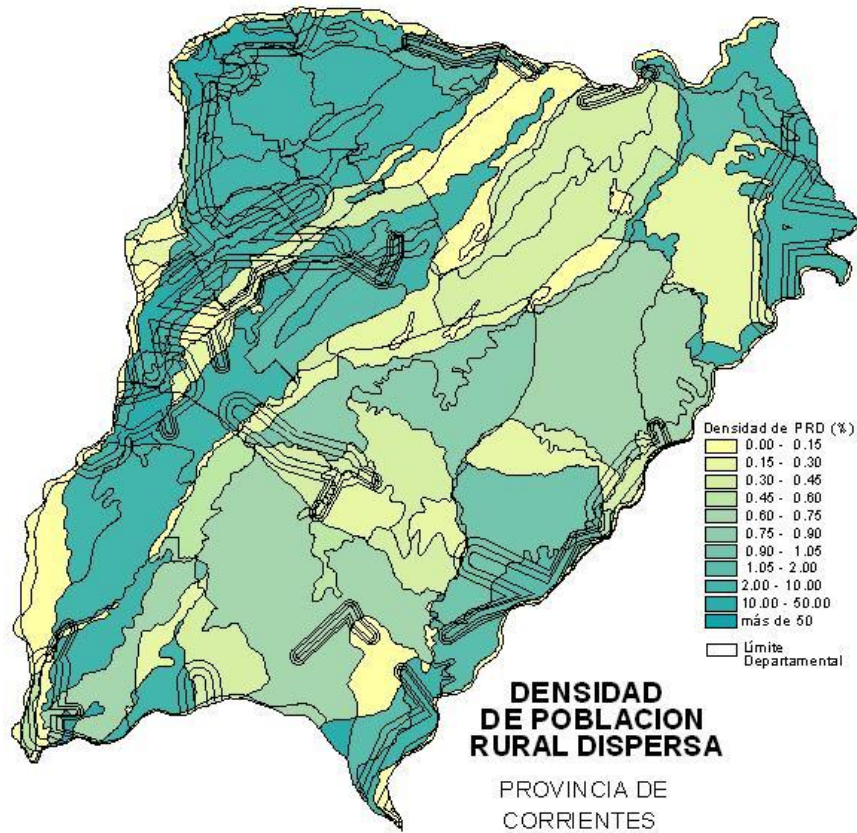 Densidad de PRD (%)
0.00 - 0.15
0.15 - 0.30
0.30 - 0.45
0.45 - 0.60
0.60 - 0.75
0.75 - 0.90
0.90 - 1.05
1.05 - 2.00
2.00 - 10.00
10.00 - 50.00
más de 50
Límite
Departamental
DENSIDAD
DE POBLACION
RURAL DISPERSA
PROVINCIA DE
CORRIENTES